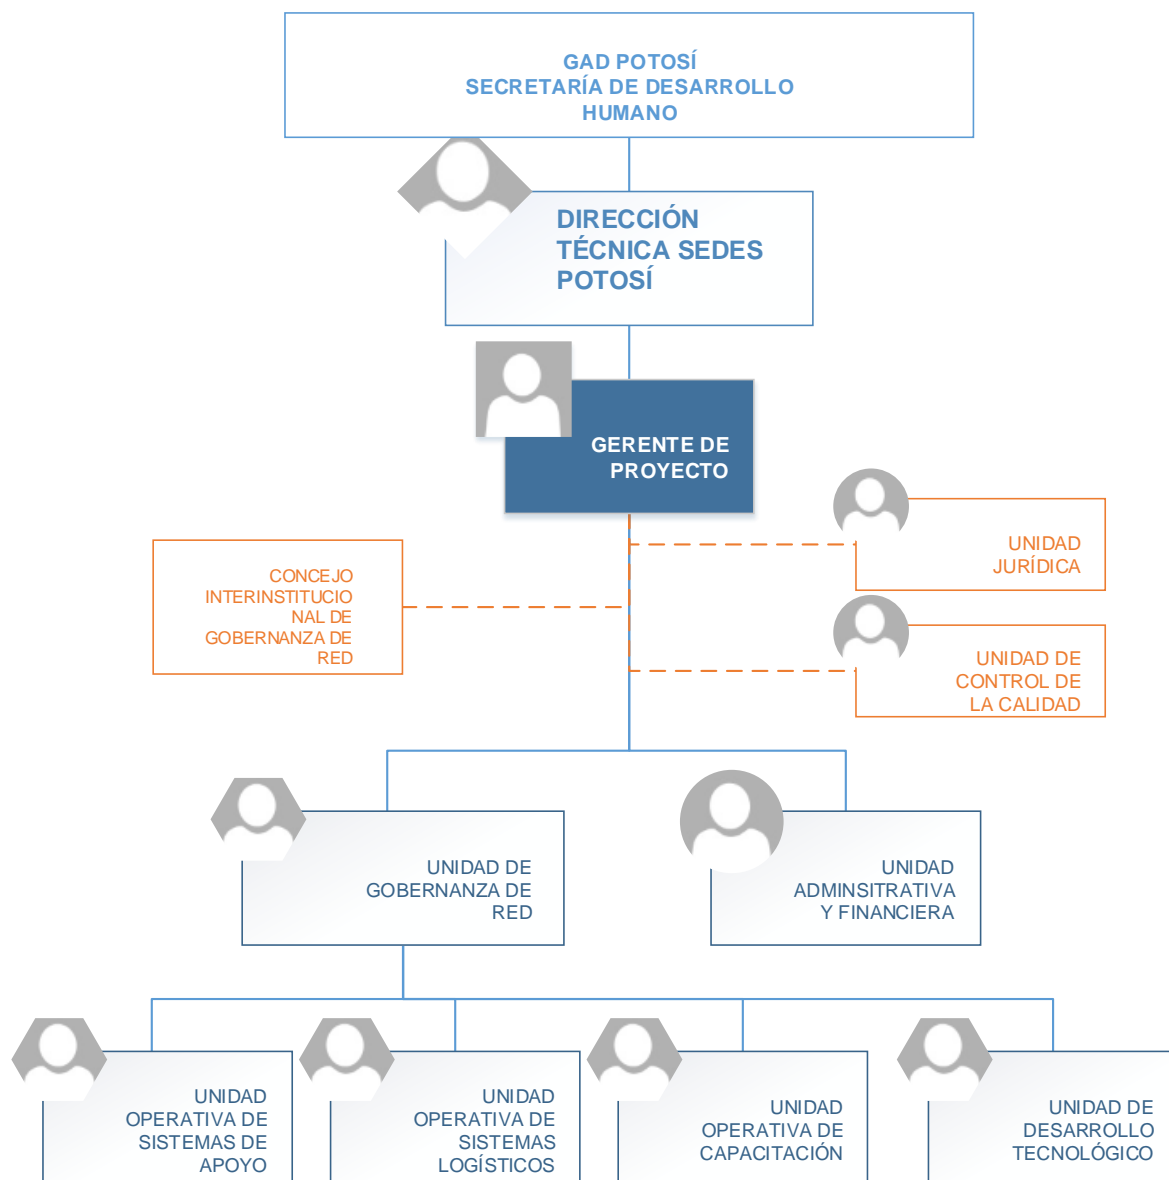 GAD POTOSÍ
SECRETARÍA DE DESARROLLO
HUMANO
DIRECCIÓN
TÉCNICA SEDES
POTOSÍ
GERENTE DE
PROYECTO
UNIDAD
JURÍDICA
CONCEJO
INTERINSTITUCIO
NAL DE
GOBERNANZA DE
RED
UNIDAD DE
CONTROL DE
LA CALIDAD
UNIDAD DE
GOBERNANZA DE
RED
UNIDAD
ADMINSITRATIVA
Y FINANCIERA
UNIDAD
OPERATIVA DE
SISTEMAS DE
APOYO
UNIDAD
OPERATIVA DE
SISTEMAS
LOGÍSTICOS
UNIDAD
OPERATIVA DE
CAPACITACIÓN
UNIDAD DE
DESARROLLO
TECNOLÓGICO